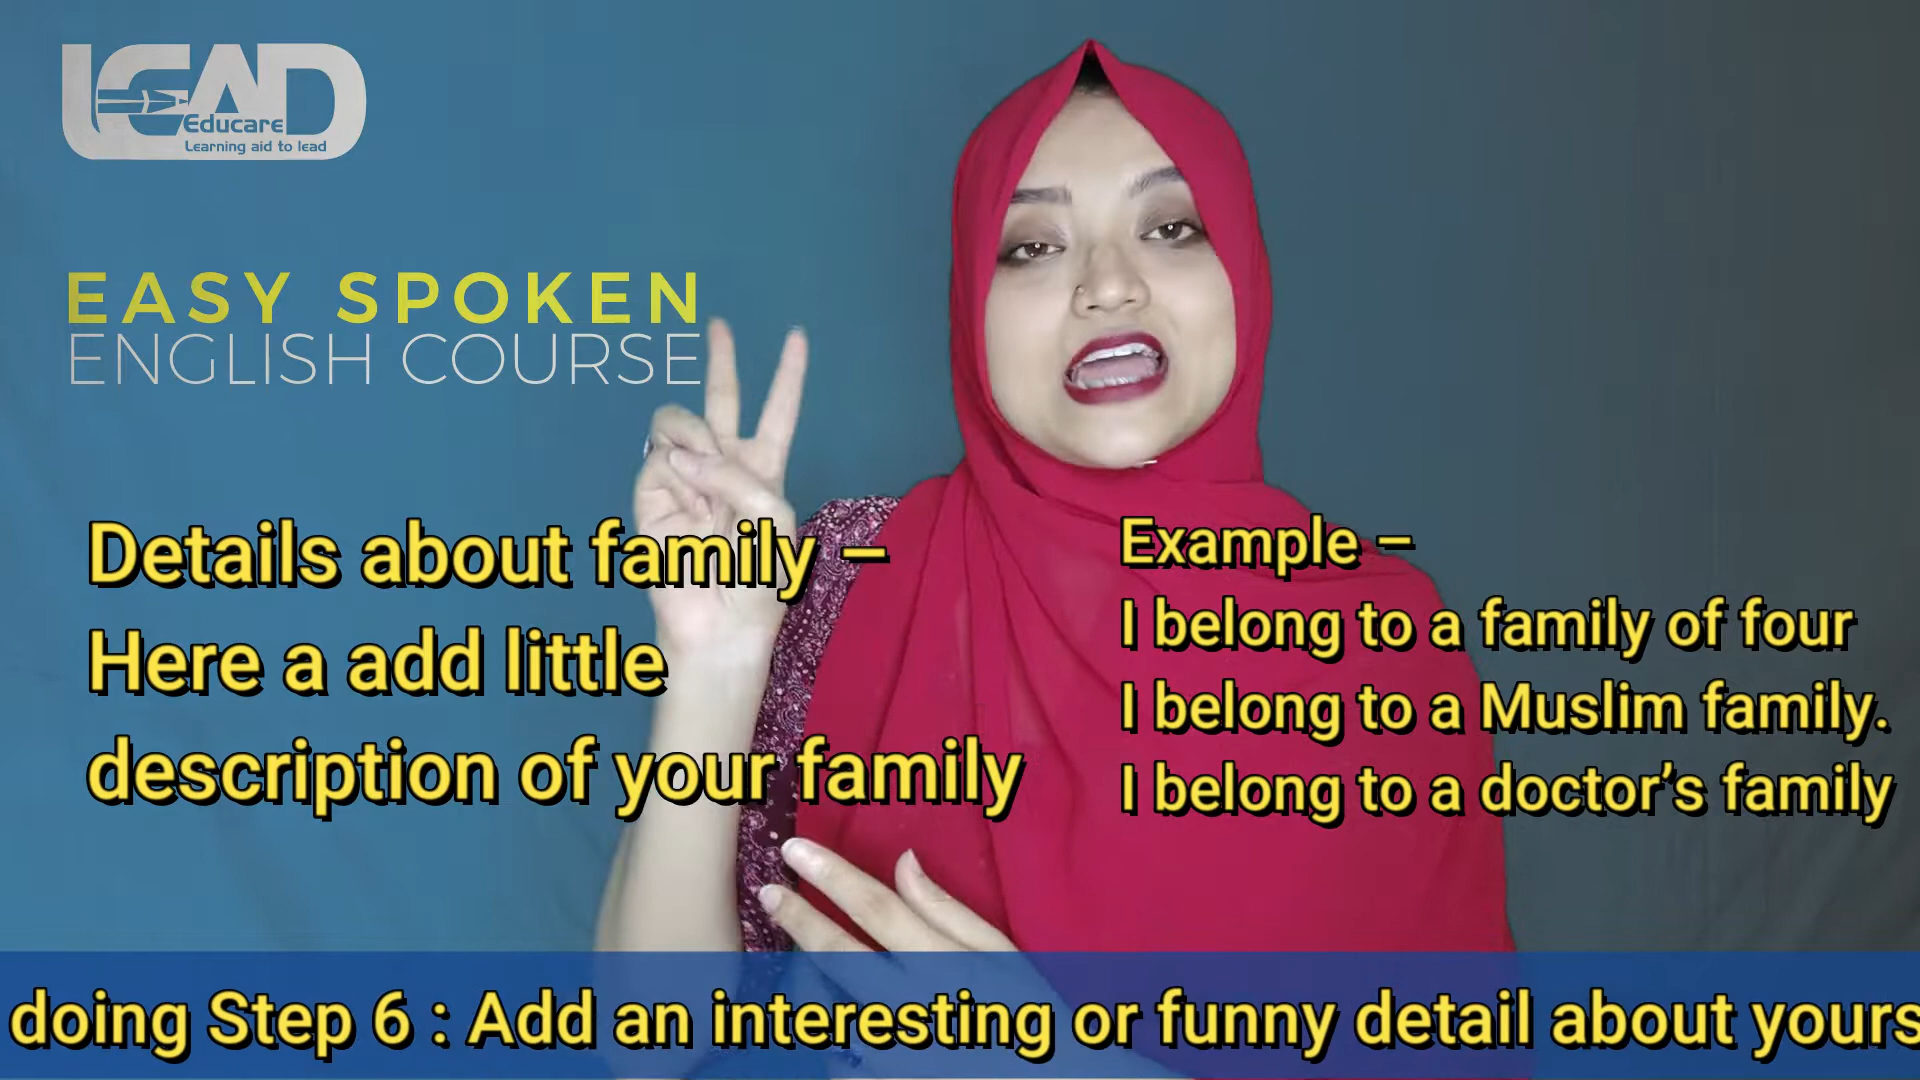 LEAD
Educare
Learning aid to lead
EASY SPOKEN
ENGLISH COURSE
Details about family –
Here a add little
description of your family
Example –
I belong to a family of four
I belong to a Muslim family.
I belong to a doctor’s family
doing Step 6 : Add an interesting or funny detail about yours